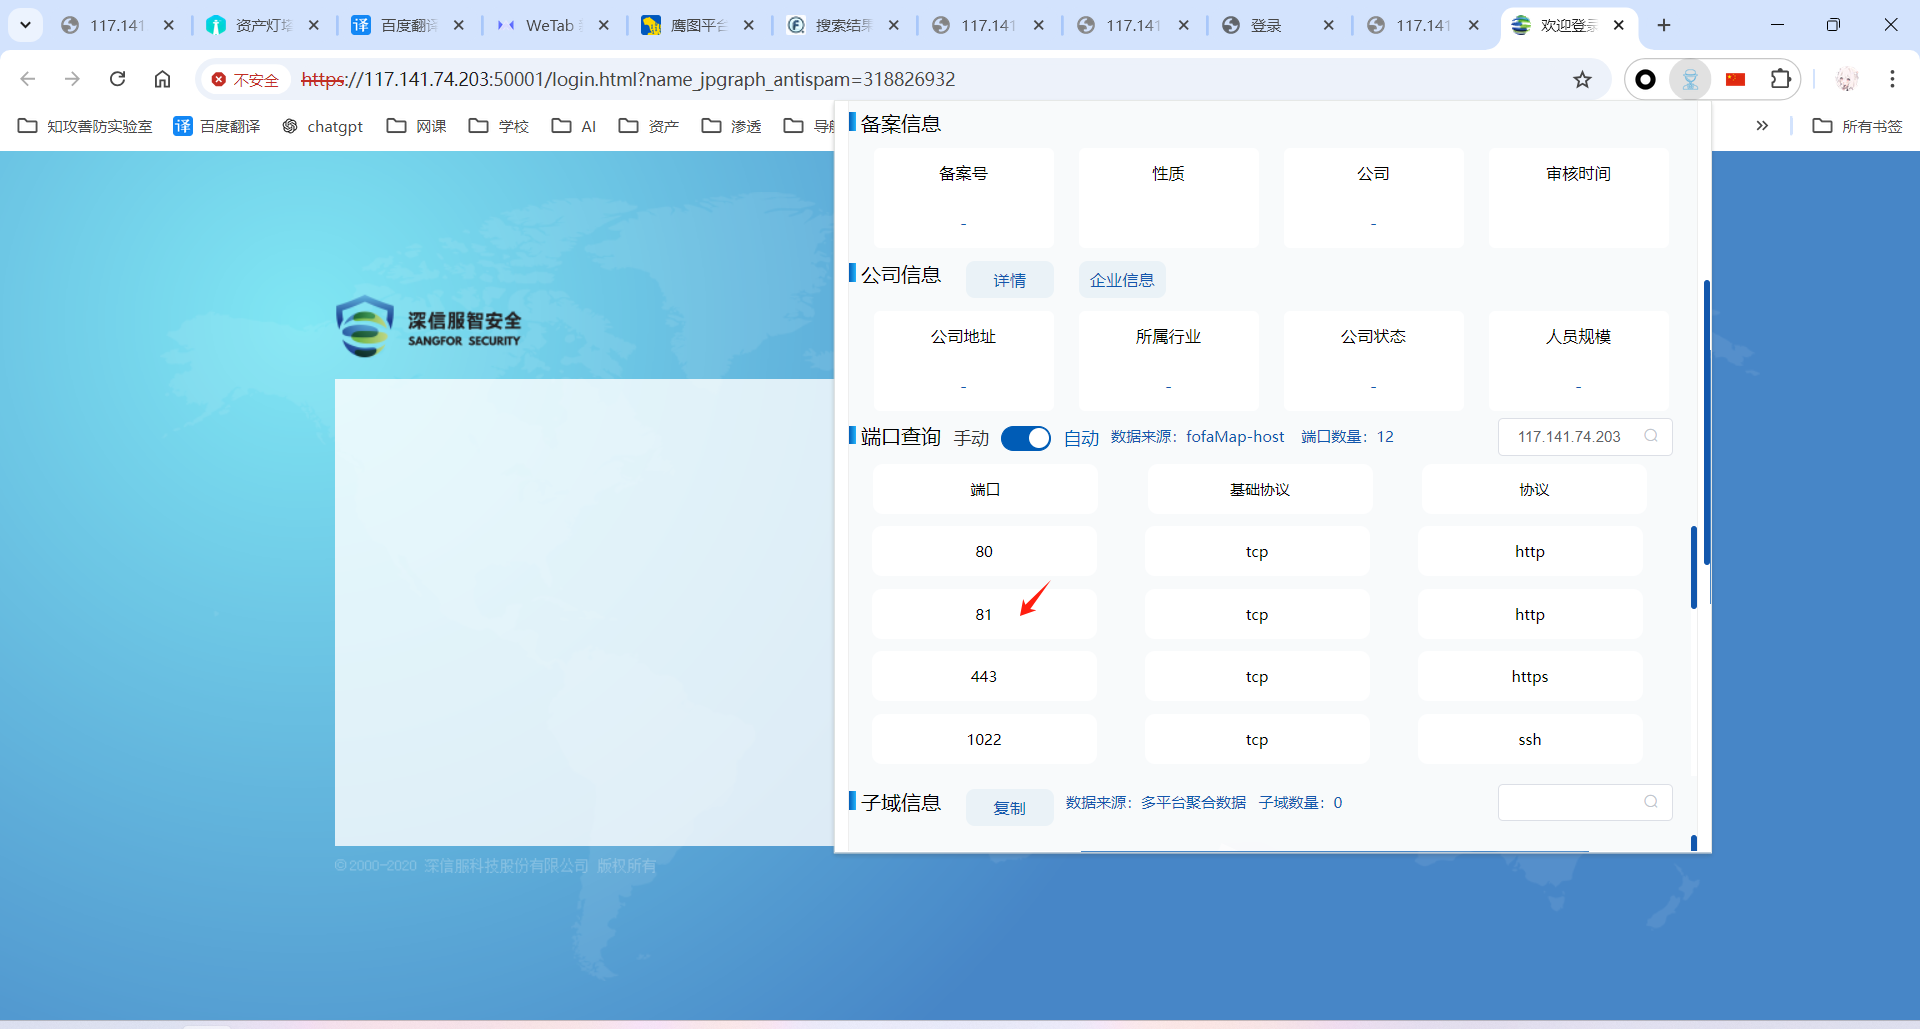 117.141
资产灯塔
百度翻译
WeTab
鹰图平台
搜索结果
117.141
117.141
登录
117.141
欢迎登录
不安全
https://117.141.74.203:50001/login.html?name_jpgraph_antispam=318826932
知攻善防实验室
百度翻译
chatgpt
网课
学校
AI
资产
渗透
导航
所有书签
深信服智安全
SANGFOR SECURITY
©2000-2020 深信服科技股份有限公司 版权所有
备案信息
备案号 性质 公司 审核时间
- -
公司信息 详情 企业信息
公司地址 所属行业 公司状态 人员规模
- - - -
端口查询 手动 自动 数据来源：fofaMap-host 端口数量：12 117.141.74.203
端口 基础协议 协议
80 tcp http
81 tcp http
443 tcp https
1022 tcp ssh
子域信息 复制 数据来源：多平台聚合数据 子域数量：0